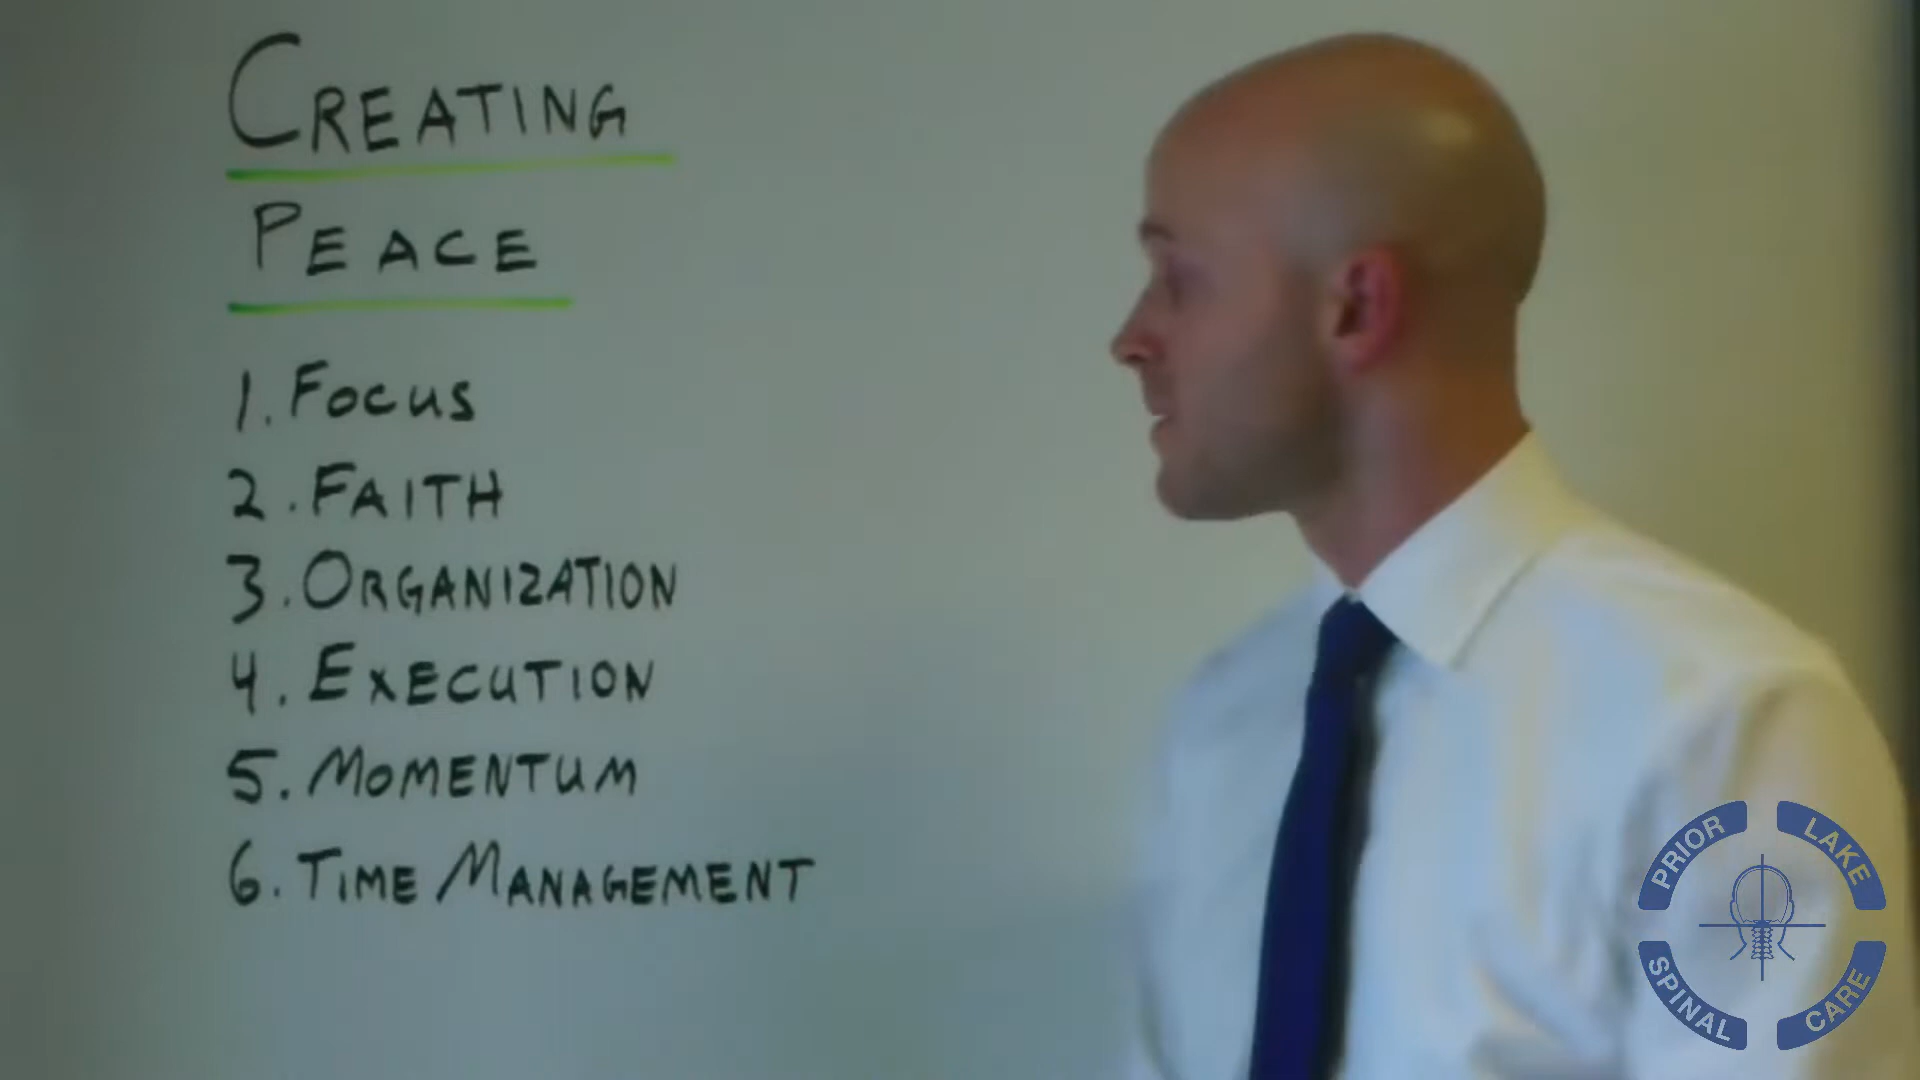 CREATING
PEACE
1. FOCUS
2. FAITH
3. ORGANIZATION
4. EXECUTION
5. MOMENTUM
6. TIME MANAGEMENT
PRIOR LAKE
SPINAL CARE